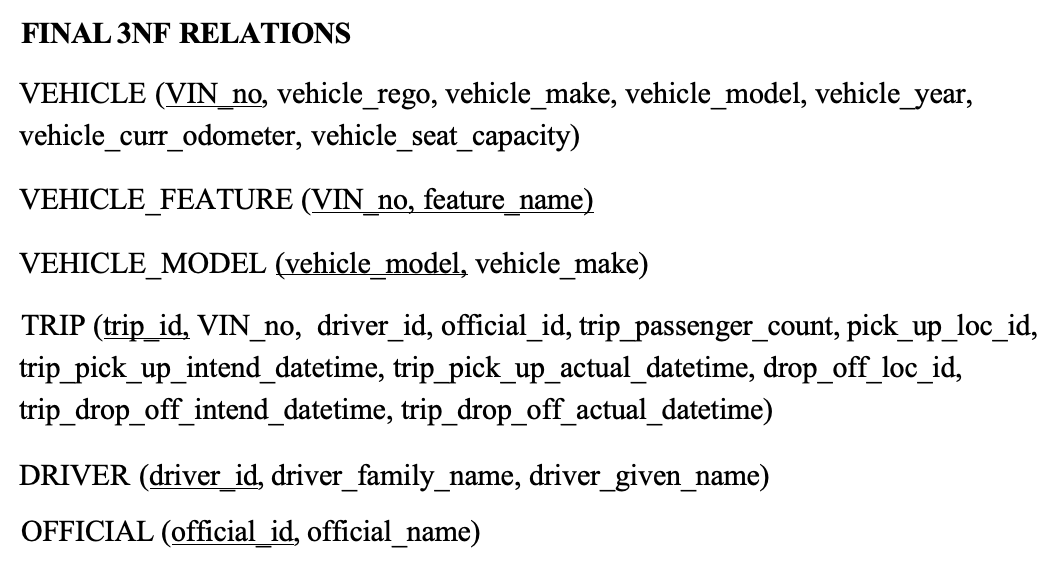 FINAL 3NF RELATIONS
VEHICLE (VIN_no, vehicle_rego, vehicle_make, vehicle_model, vehicle_year,
vehicle_curr_odometer, vehicle_seat_capacity)
VEHICLE_FEATURE (VIN_no, feature_name)
VEHICLE_MODEL (vehicle_model, vehicle_make)
TRIP (trip_id, VIN_no, driver_id, official_id, trip_passenger_count, pick_up_loc_id,
trip_pick_up_intend_datetime, trip_pick_up_actual_datetime, drop_off_loc_id,
trip_drop_off_intend_datetime, trip_drop_off_actual_datetime)
DRIVER (driver_id, driver_family_name, driver_given_name)
OFFICIAL (official_id, official_name)